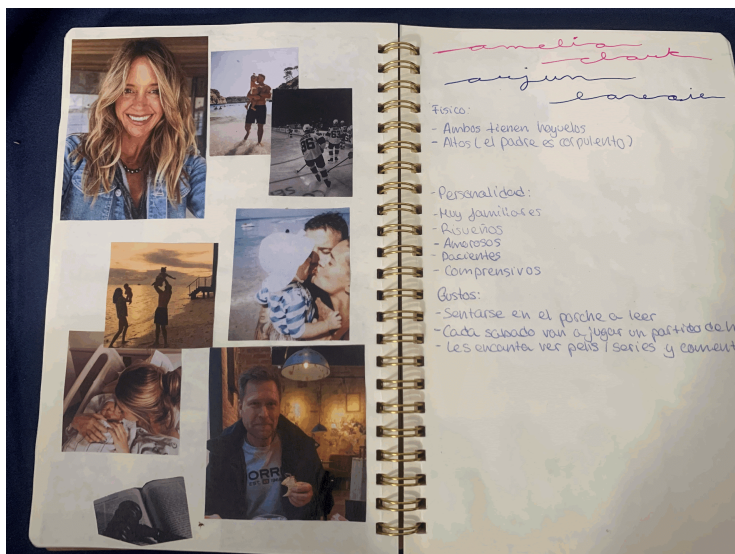 amelia
clark
arjun
Físico:
- Ambos tienen hoyuelos
- Altos (el padre es corpulento)
- Personalidad:
- Muy familiares
- Risueños
- Amorosos
- Pacientes
- Comprensivos
Gustos:
- Sentarse en el porche a leer
- Cada sabado van a jugar un partido de h
- Les encanta ver pelis / series y coment